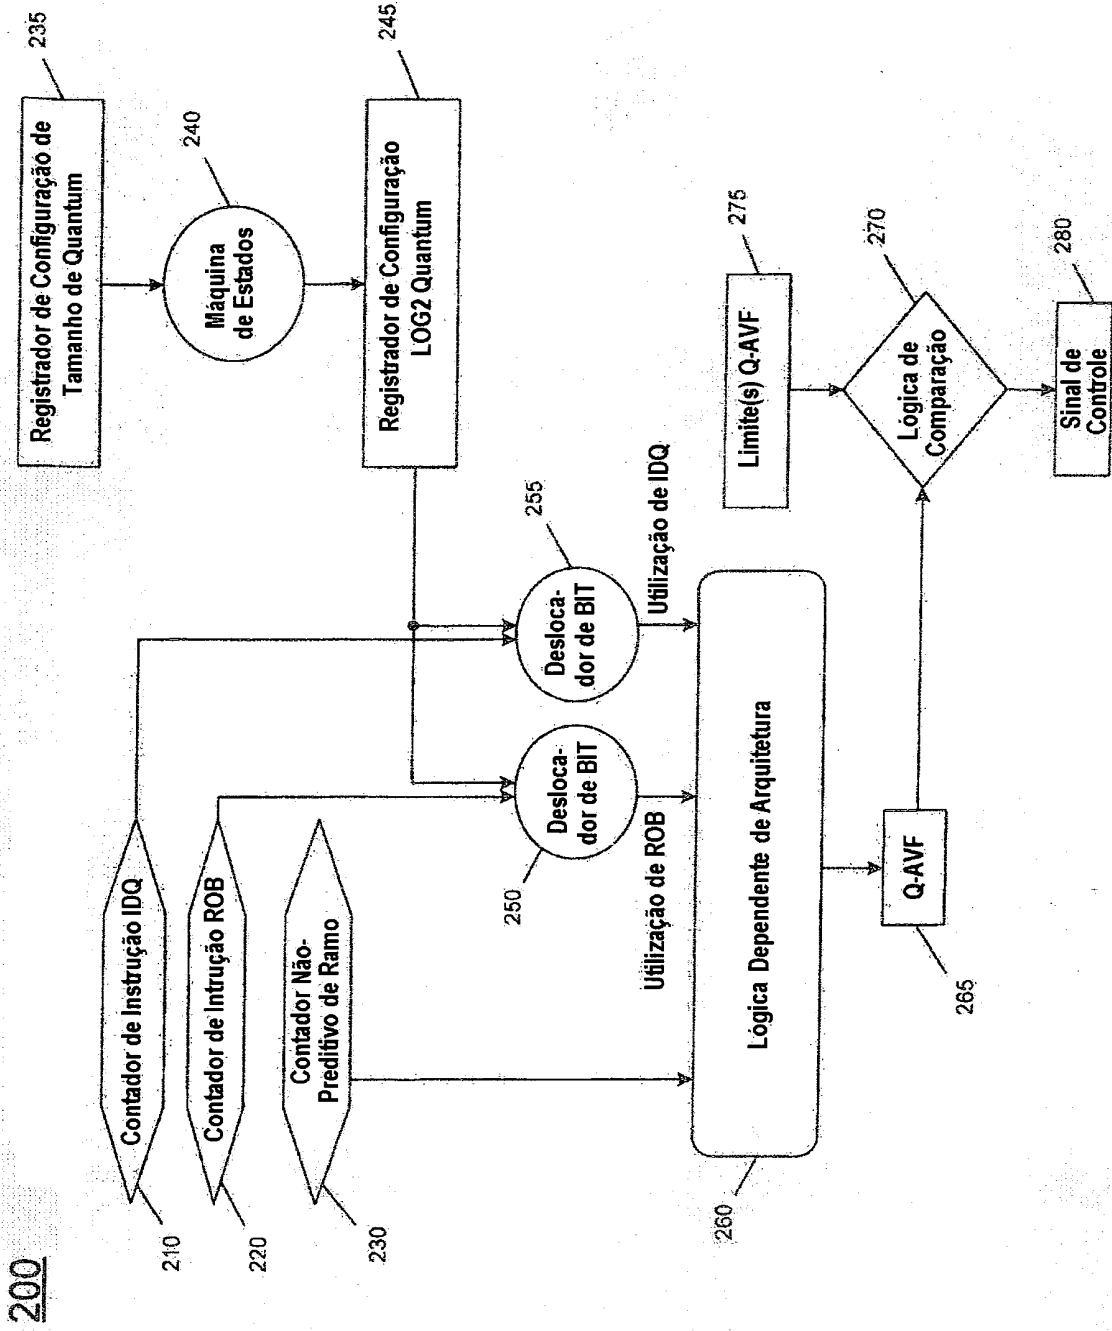 200
210
Contador de Instrução IDQ
220
Contador de Intrução ROB
230
Contador Não-
Preditivo de Ramo
235
Registrador de Configuração de
Tamanho de Quantum
240
Máquina
de Estados
245
Registrador de Configuração
LOG2 Quantum
250
Desloca-
dor de BIT
255
Desloca-
dor de BIT
Utilização de ROB
Utilização de IDQ
260
Lógica Dependente de Arquitetura
265
Q-AVF
275
Limite(s) Q-AVF
270
Lógica de
Comparação
280
Sinal de
Controle